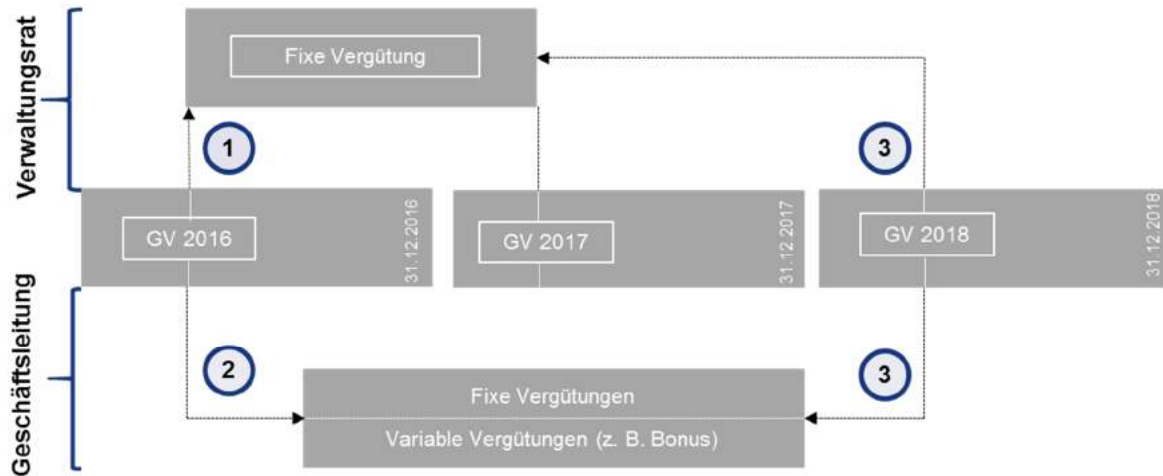 Verwaltungsrat
Fixe Vergütung
1
3
GV 2016
31.12.2016
GV 2017
31.12.2017
GV 2018
31.12 2018
Geschäftsleitung
2
3
Fixe Vergütungen
Variable Vergütungen (z. B. Bonus)